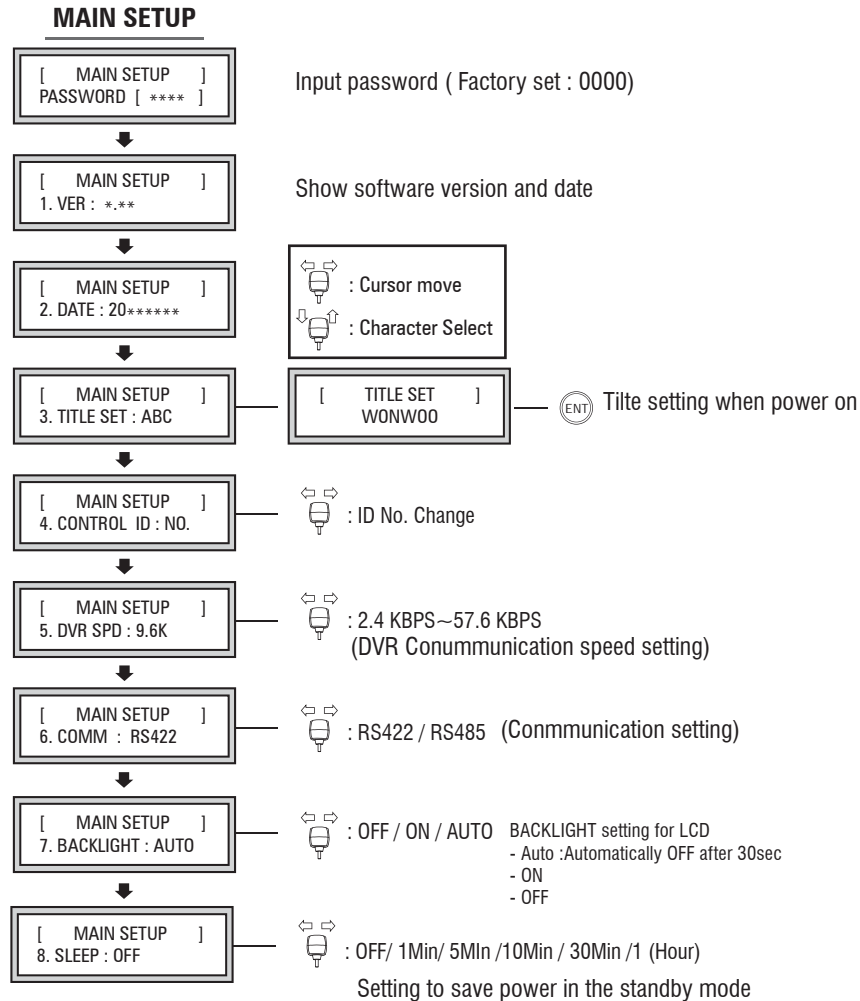 MAIN SETUP
[ MAIN SETUP ]
PASSWORD [ **** ]
Input password ( Factory set : 0000)
[ MAIN SETUP ]
1. VER : *.**
Show software version and date
[ MAIN SETUP ]
2. DATE : 20******
: Cursor move
: Character Select
[ MAIN SETUP ]
3. TITLE SET : ABC
[ TITLE SET ]
WONWOO
ENT Tilte setting when power on
[ MAIN SETUP ]
4. CONTROL ID : NO.
: ID No. Change
[ MAIN SETUP ]
5. DVR SPD : 9.6K
: 2.4 KBPS~57.6 KBPS
(DVR Conummunication speed setting)
[ MAIN SETUP ]
6. COMM : RS422
: RS422 / RS485 (Conmmunication setting)
[ MAIN SETUP ]
7. BACKLIGHT : AUTO
: OFF / ON / AUTO BACKLIGHT setting for LCD
- Auto :Automatically OFF after 30sec
- ON
- OFF
[ MAIN SETUP ]
8. SLEEP : OFF
: OFF/ 1Min/ 5MIn /10Min / 30Min /1 (Hour)
Setting to save power in the standby mode